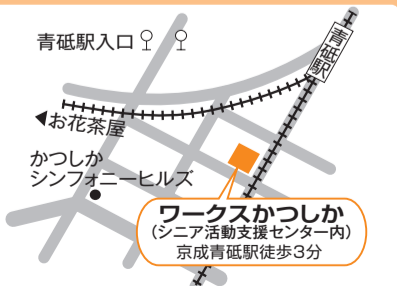 青砥駅入口
青砥駅
◀お花茶屋
かつしか
シンフォニーヒルズ
ワークスかつしか
(シニア活動支援センター内)
京成青砥駅徒歩3分